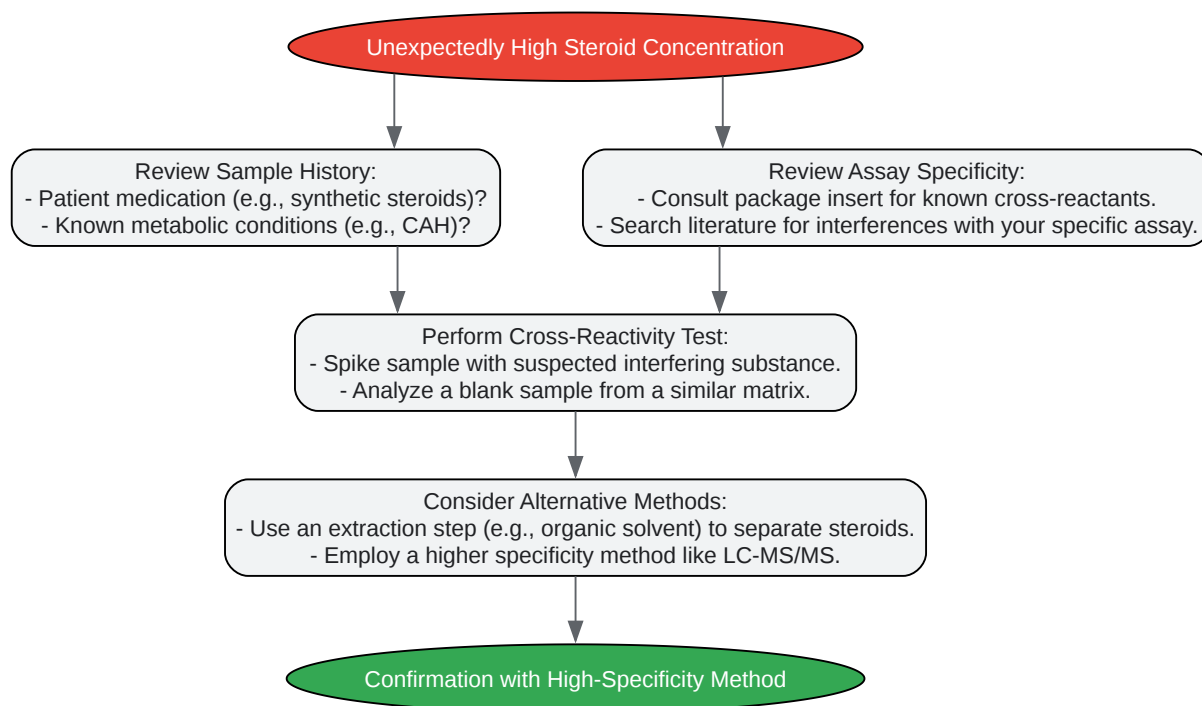 Unexpectedly High Steroid Concentration
Review Sample History:
- Patient medication (e.g., synthetic steroids)?
- Known metabolic conditions (e.g., CAH)?
Review Assay Specificity:
- Consult package insert for known cross-reactants.
- Search literature for interferences with your specific assay.
Perform Cross-Reactivity Test:
- Spike sample with suspected interfering substance.
- Analyze a blank sample from a similar matrix.
Consider Alternative Methods:
- Use an extraction step (e.g., organic solvent) to separate steroids.
- Employ a higher specificity method like LC-MS/MS.
Confirmation with High-Specificity Method